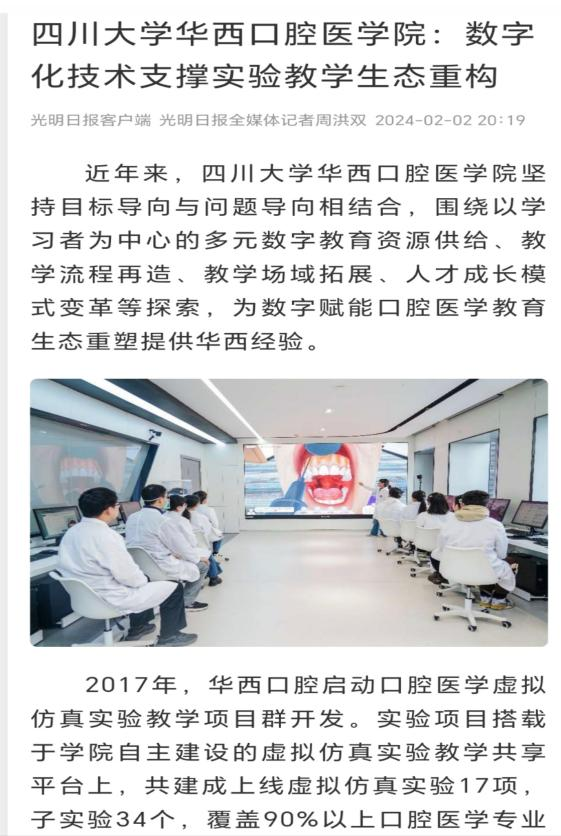 四川大学华西口腔医学院：数字
化技术支撑实验教学生态重构
光明日报客户端 光明日报全媒体记者周洪双 2024-02-02 20:19
近年来，四川大学华西口腔医学院坚
持目标导向与问题导向相结合，围绕以学
习者为中心的多元数字教育资源供给、教
学流程再造、教学场域拓展、人才成长模
式变革等探索，为数字赋能口腔医学教育
生态重塑提供华西经验。
2017年，华西口腔启动口腔医学虚拟
仿真实验教学项目群开发。实验项目搭载
于学院自主建设的虚拟仿真实验教学共享
平台上，共建成上线虚拟仿真实验17项，
子实验34个，覆盖90%以上口腔医学专业